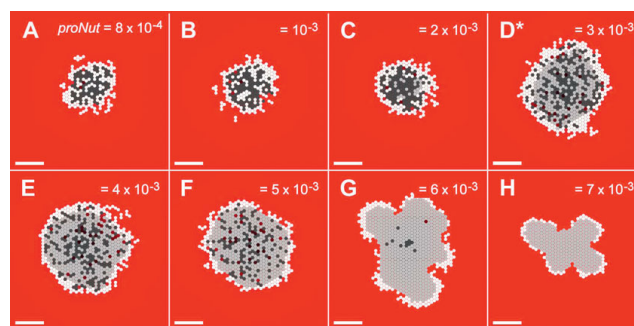 A proNut = 8 x 10⁻⁴
B = 10⁻³
C = 2 x 10⁻³
D* = 3 x 10⁻³
E = 4 x 10⁻³
F = 5 x 10⁻³
G = 6 x 10⁻³
H = 7 x 10⁻³